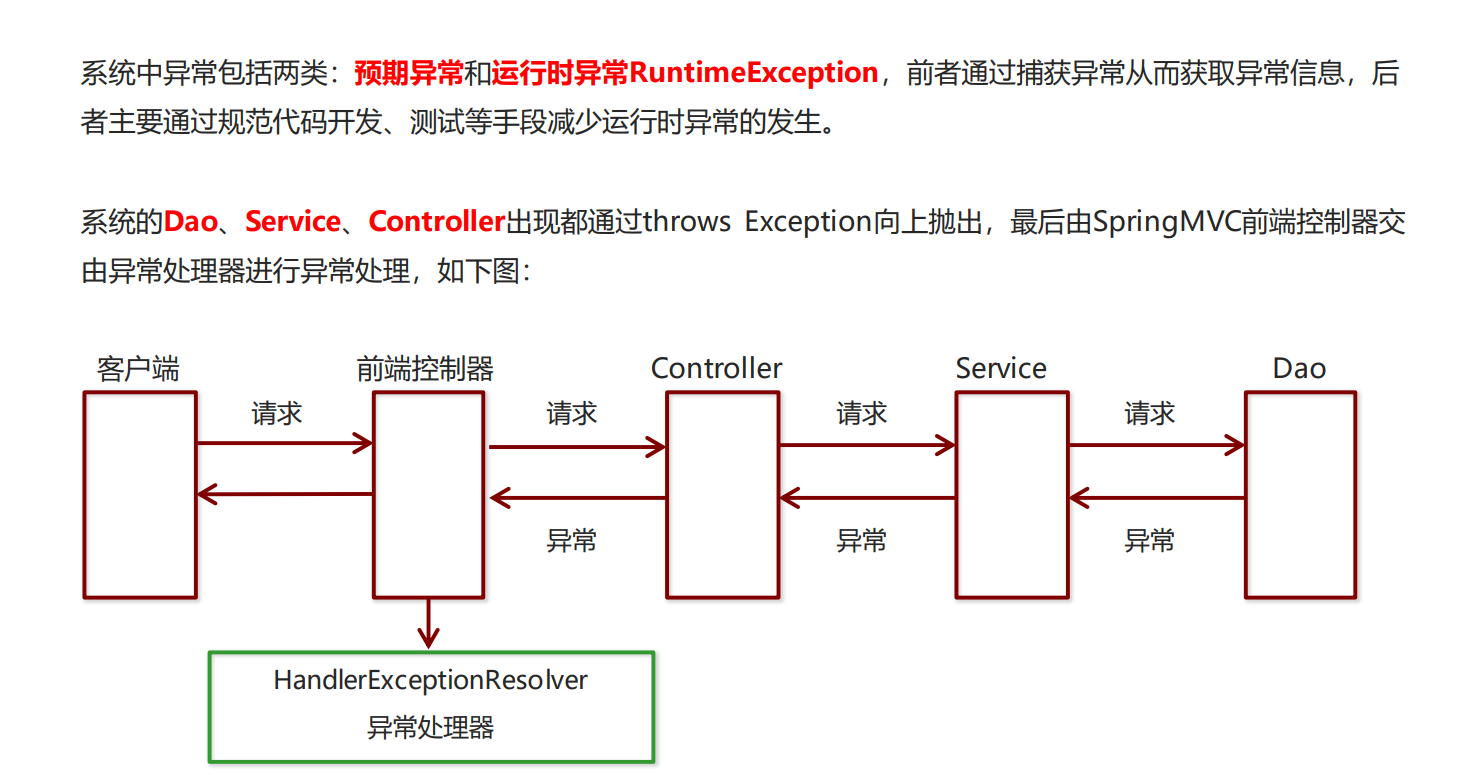 系统中异常包括两类：预期异常和运行时异常RuntimeException，前者通过捕获异常从而获取异常信息，后
者主要通过规范代码开发、测试等手段减少运行时异常的发生。
系统的Dao、Service、Controller出现都通过throws Exception向上抛出，最后由SpringMVC前端控制器交
由异常处理器进行异常处理，如下图：
客户端 前端控制器 Controller Service Dao
请求 请求 请求 请求
异常 异常 异常
HandlerExceptionResolver
异常处理器